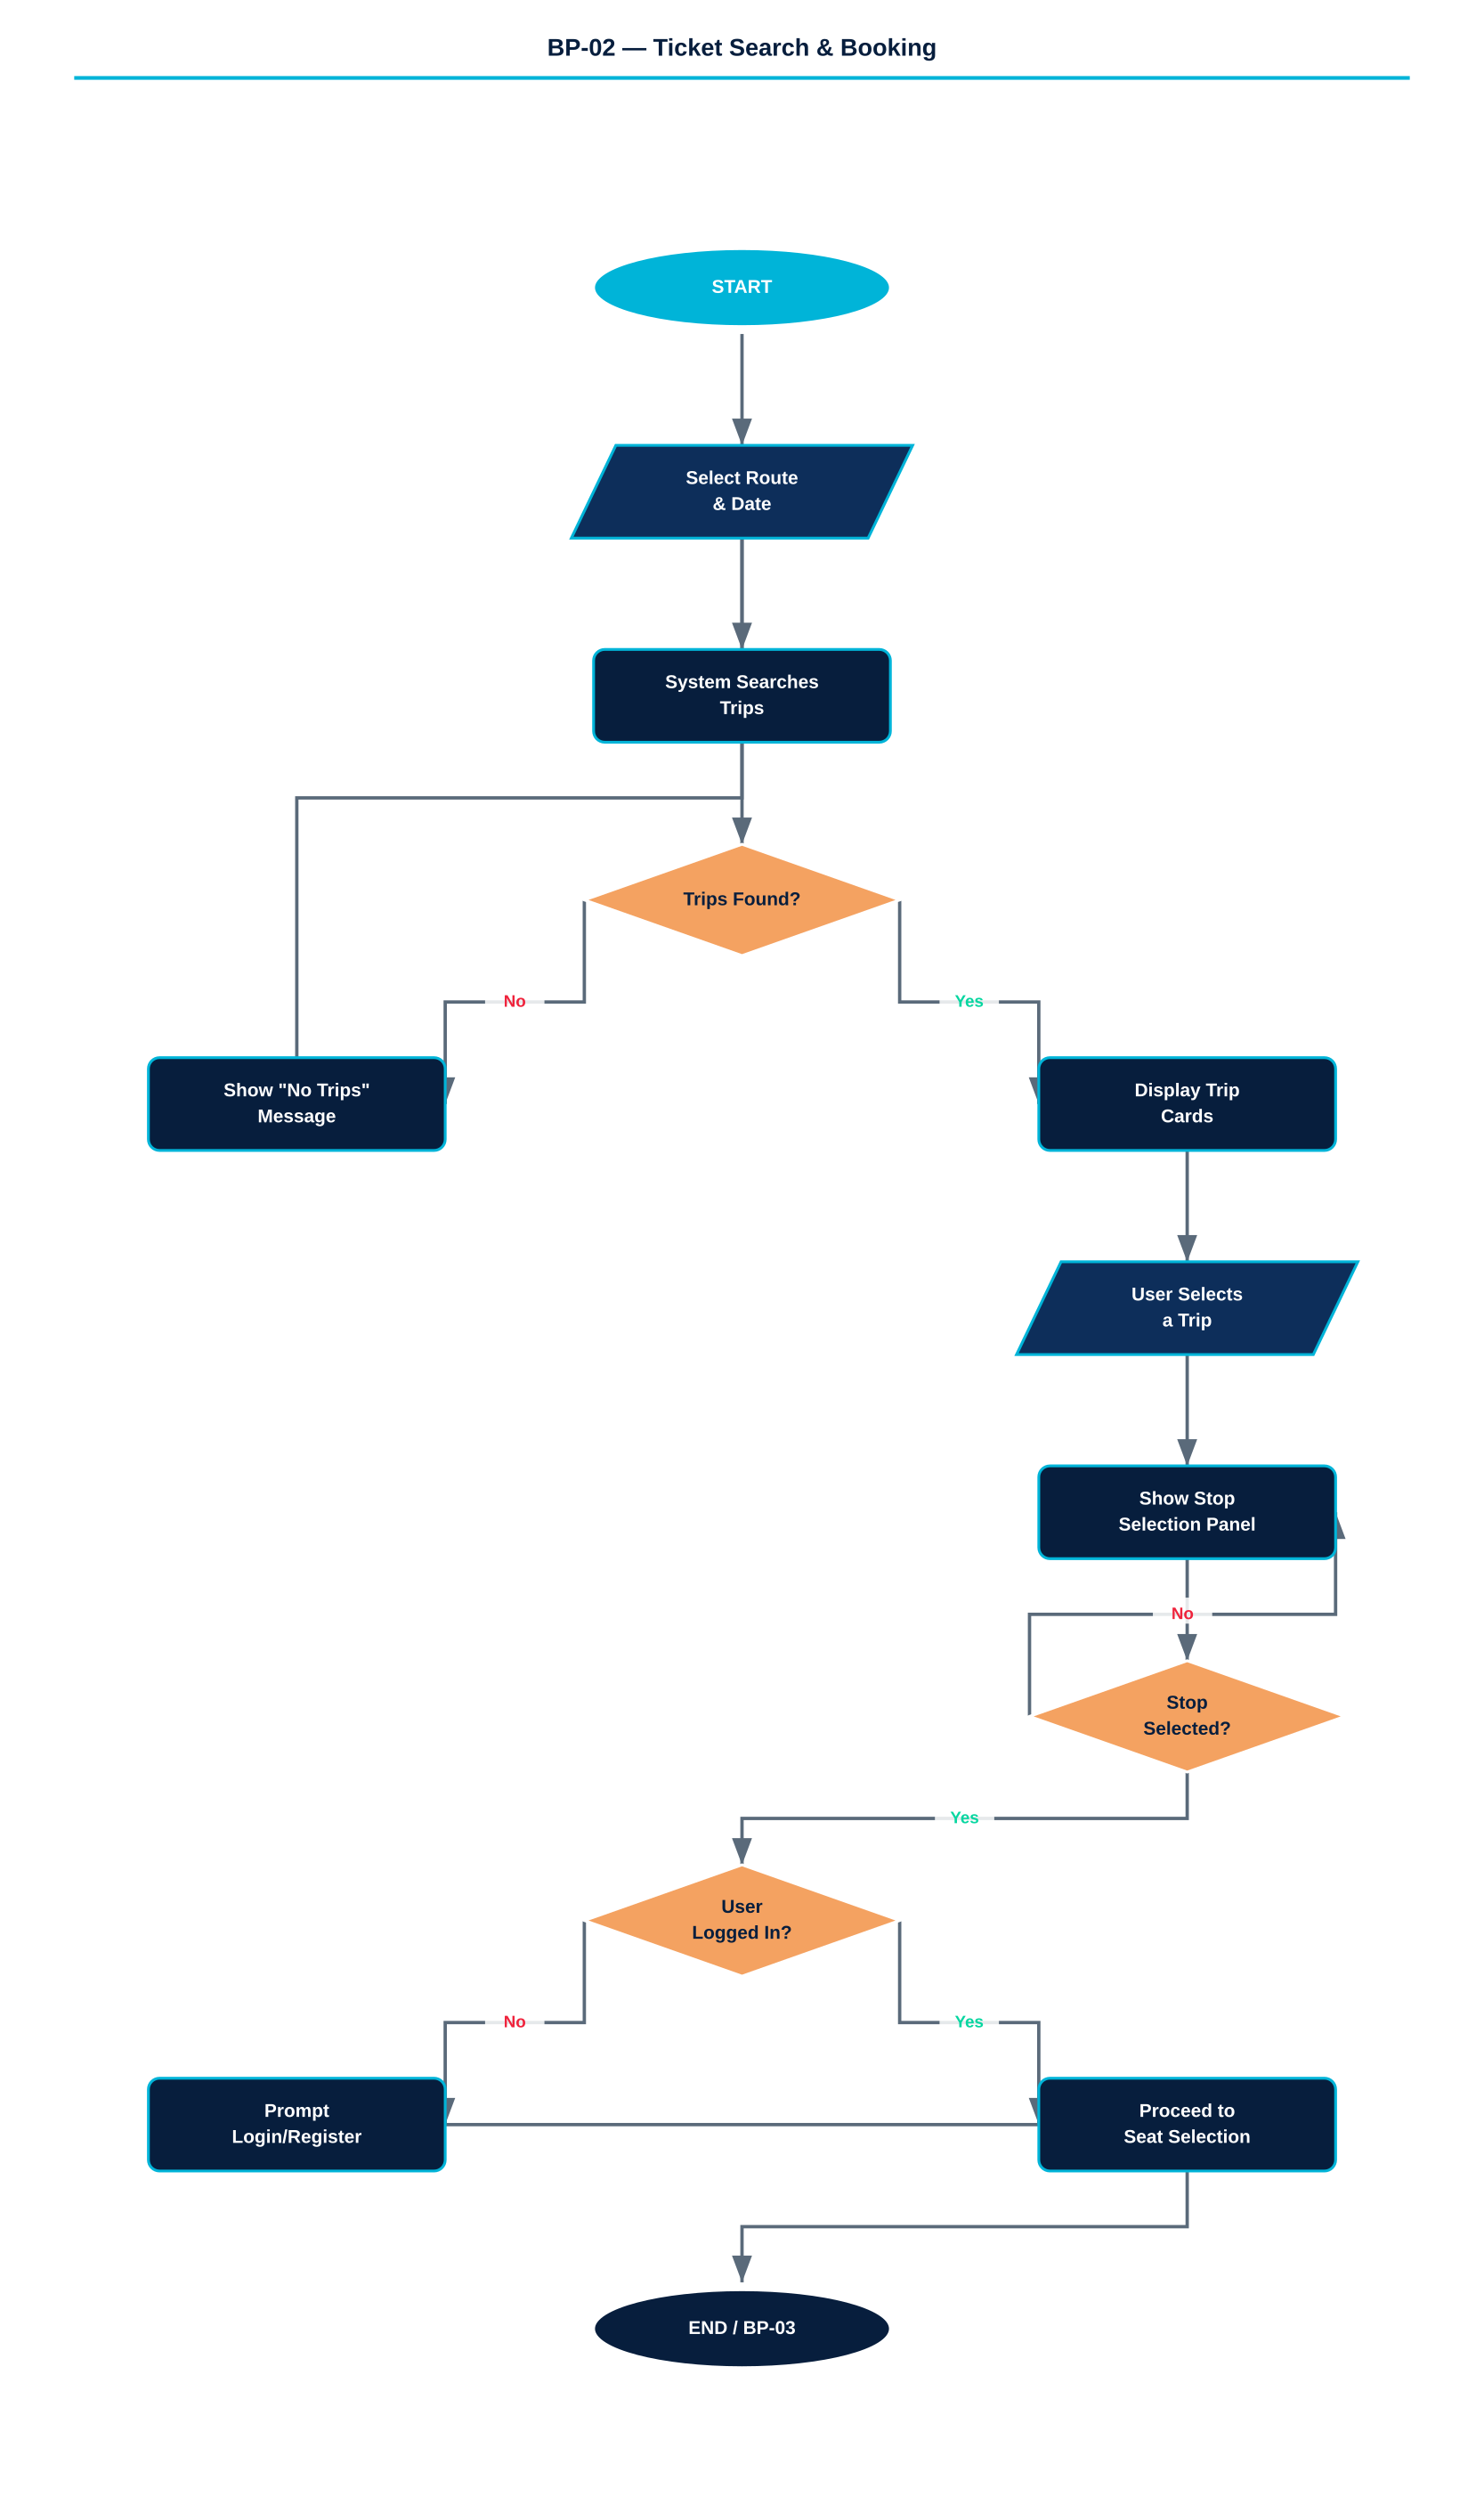 BP-02 — Ticket Search & Booking
START
Select Route
& Date
System Searches
Trips
Trips Found?
No
Yes
Show "No Trips"
Message
Display Trip
Cards
User Selects
a Trip
Show Stop
Selection Panel
No
Stop
Selected?
Yes
User
Logged In?
No
Yes
Prompt
Login/Register
Proceed to
Seat Selection
END / BP-03